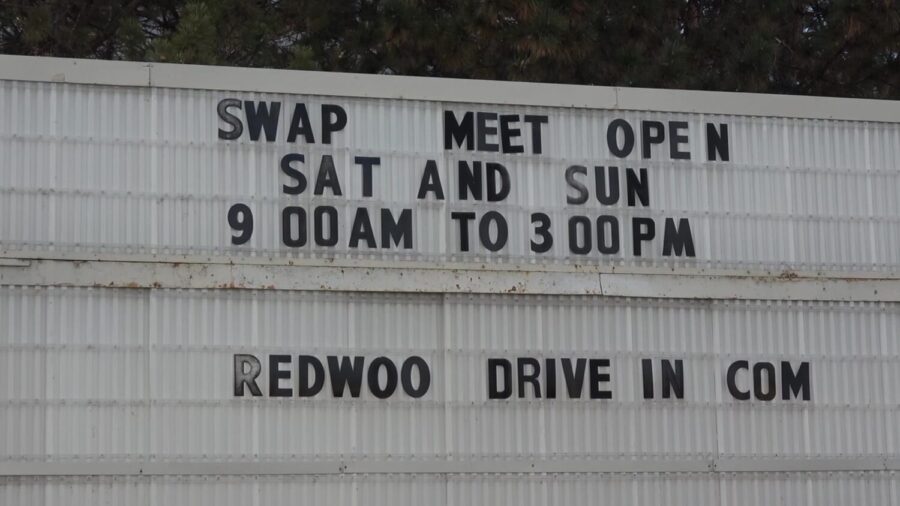 SWAP MEET OPEN
SAT AND SUN
9 00AM TO 3 00PM
REDWOO DRIVE IN COM